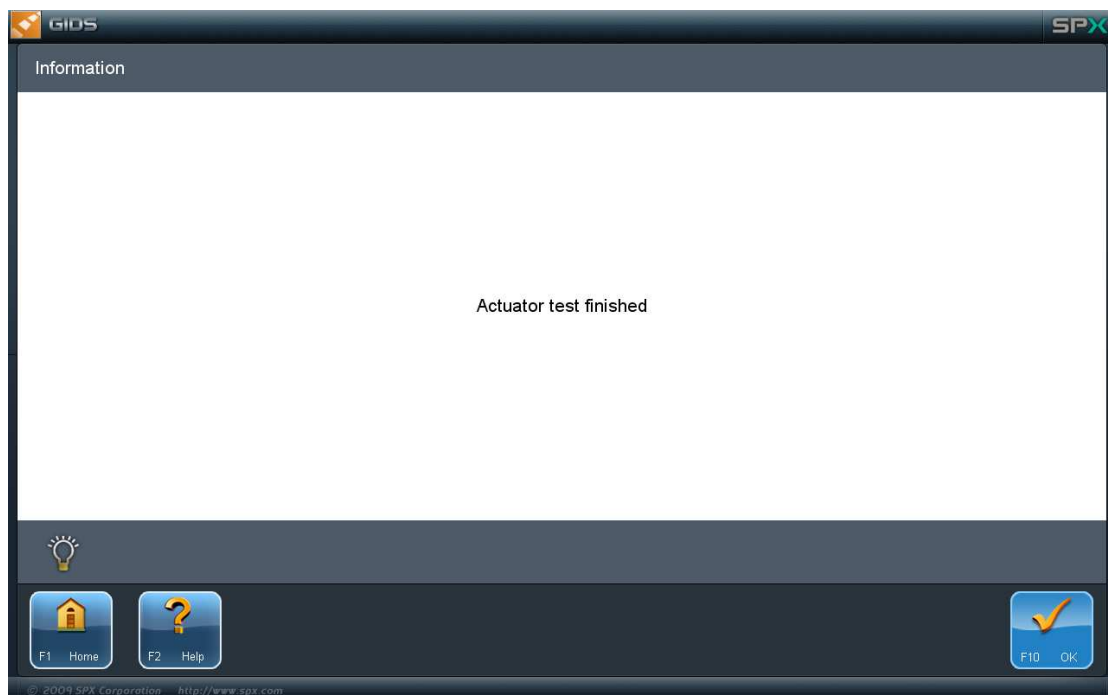 GIDS
SPX
Information
Actuator test finished
F1 Home
F2 Help
F10 OK
© 2009 SPX Corporation http://www.spx.com